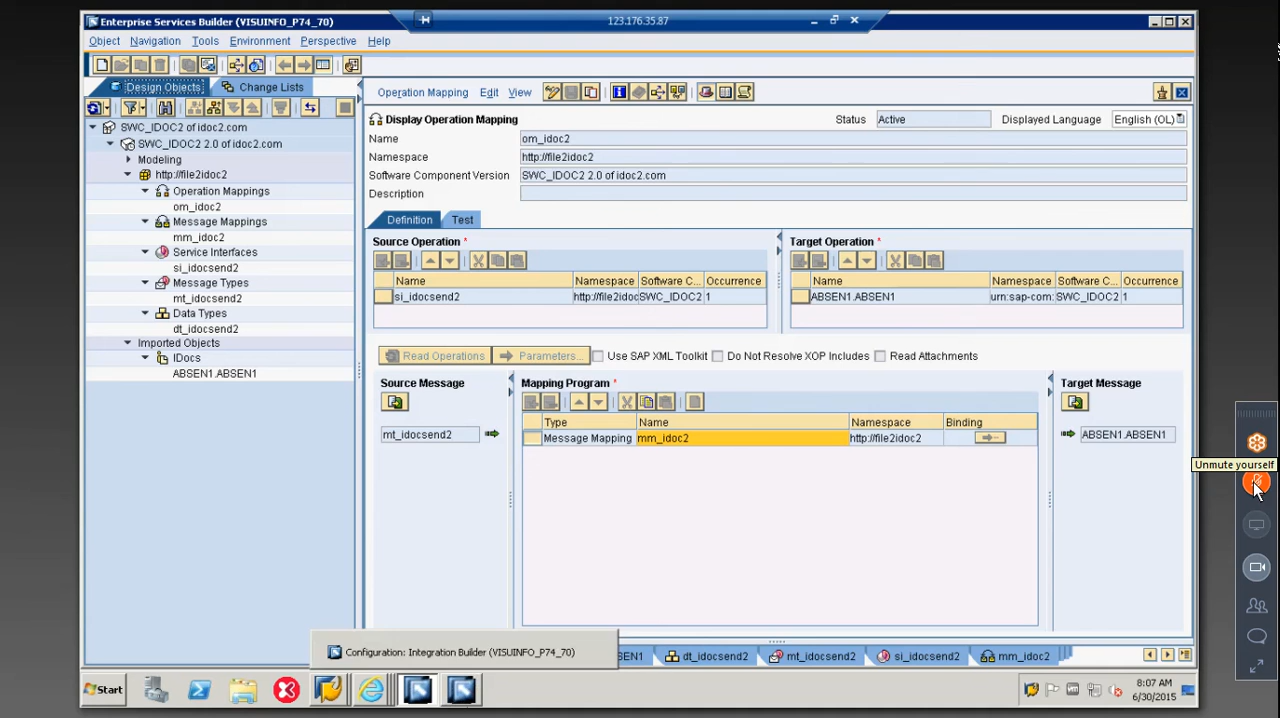 Enterprise Services Builder (VISUINFO_P74_70)
123.176.35.87
Object Navigation Tools Environment Perspective Help
Design Objects Change Lists
Operation Mapping Edit View
SWC_IDOC2 of idoc2.com
SWC_IDOC2 2.0 of idoc2.com
Modeling
http://file2idoc2
Operation Mappings
om_idoc2
Message Mappings
mm_idoc2
Service Interfaces
si_idocsend2
Message Types
mt_idocsend2
Data Types
dt_idocsend2
Imported Objects
IDocs
ABSEN1.ABSEN1
Display Operation Mapping Status Active Displayed Language English (OL)
Name om_idoc2
Namespace http://file2idoc2
Software Component Version SWC_IDOC2 2.0 of idoc2.com
Description
Definition Test
Source Operation * Target Operation *
Name Namespace Software C... Occurrence Name Namespace Software C... Occurrence
si_idocsend2 http://file2idoc SWC_IDOC2 1 ABSEN1.ABSEN1 urn:sap-com: SWC_IDOC2 1
Read Operations Parameters... Use SAP XML Toolkit Do Not Resolve XOP Includes Read Attachments
Source Message Mapping Program * Target Message
Type Name Namespace Binding
mt_idocsend2 Message Mapping mm_idoc2 http://file2idoc2 ABSEN1.ABSEN1
Unmute yourself
Configuration: Integration Builder (VISUINFO_P74_70)
EN1 dt_idocsend2 mt_idocsend2 si_idocsend2 mm_idoc2
Start
8:07 AM
6/30/2015